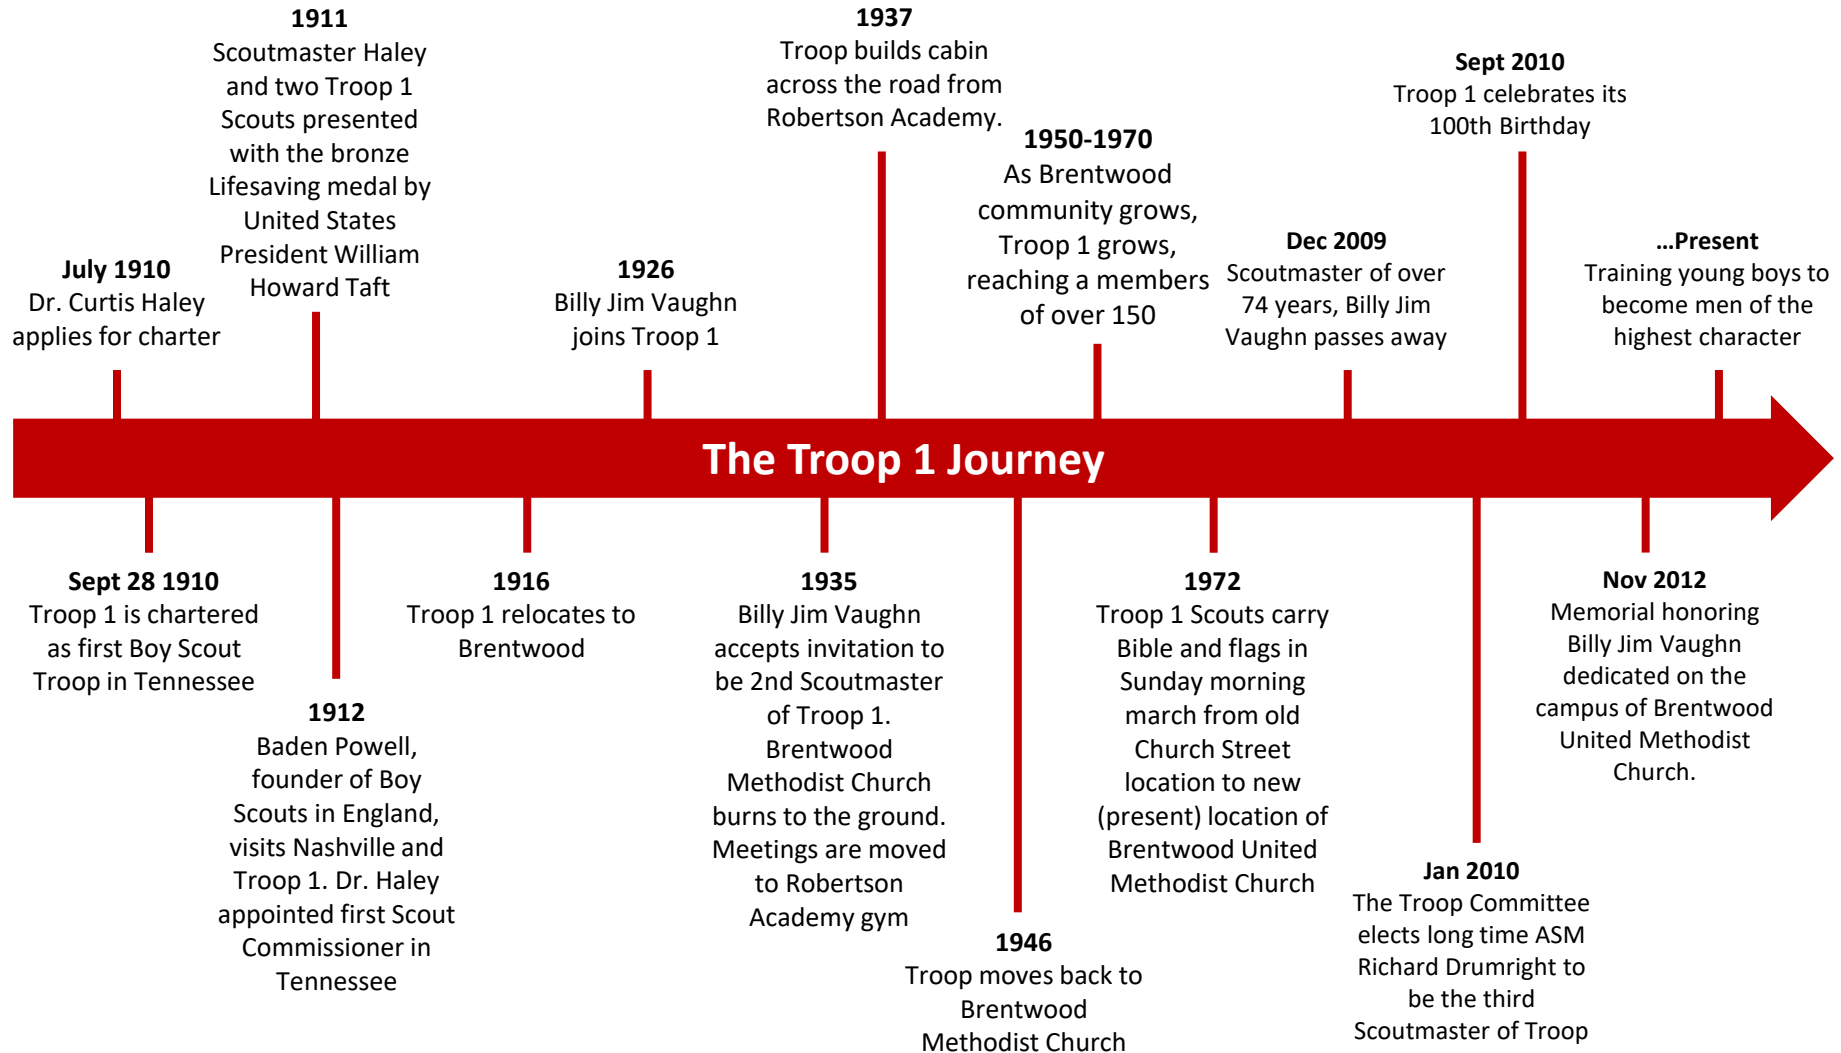 1911
Scoutmaster Haley
and two Troop 1
Scouts presented
with the bronze
Lifesaving medal by
United States
President William
Howard Taft
1937
Troop builds cabin
across the road from
Robertson Academy.
Sept 2010
Troop 1 celebrates its
100th Birthday
1950-1970
As Brentwood
community grows,
Troop 1 grows,
reaching a members
of over 150
July 1910
Dr. Curtis Haley
applies for charter
1926
Billy Jim Vaughn
joins Troop 1
Dec 2009
Scoutmaster of over
74 years, Billy Jim
Vaughn passes away
...Present
Training young boys to
become men of the
highest character
The Troop 1 Journey
Sept 28 1910
Troop 1 is chartered
as first Boy Scout
Troop in Tennessee
1912
Baden Powell,
founder of Boy
Scouts in England,
visits Nashville and
Troop 1. Dr. Haley
appointed first Scout
Commissioner in
Tennessee
1916
Troop 1 relocates to
Brentwood
1935
Billy Jim Vaughn
accepts invitation to
be 2nd Scoutmaster
of Troop 1.
Brentwood
Methodist Church
burns to the ground.
Meetings are moved
to Robertson
Academy gym
1946
Troop moves back to
Brentwood
Methodist Church
1972
Troop 1 Scouts carry
Bible and flags in
Sunday morning
march from old
Church Street
location to new
(present) location of
Brentwood United
Methodist Church
Jan 2010
The Troop Committee
elects long time ASM
Richard Drumright to
be the third
Scoutmaster of Troop
Nov 2012
Memorial honoring
Billy Jim Vaughn
dedicated on the
campus of Brentwood
United Methodist
Church.